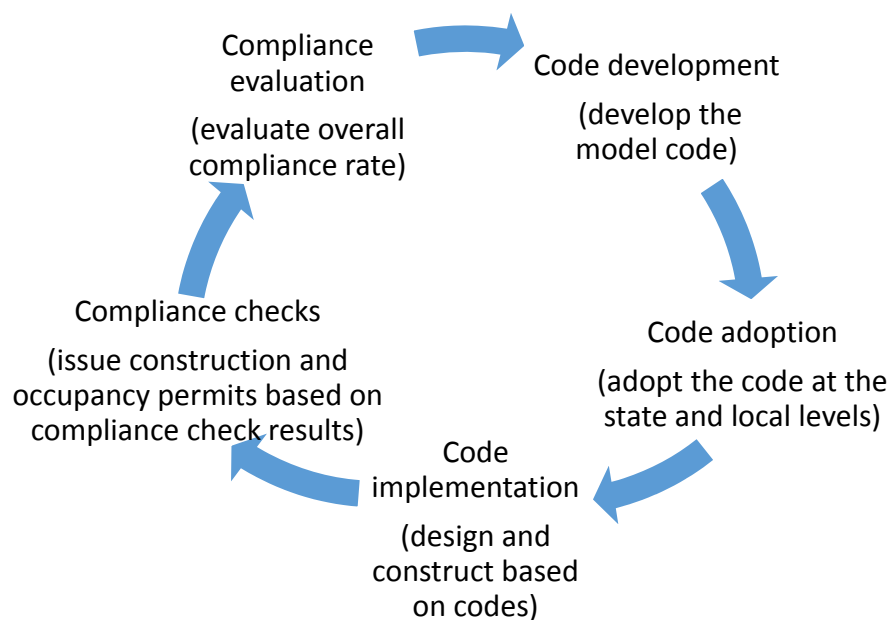 Compliance
evaluation
(evaluate overall
compliance rate)
Code development
(develop the
model code)
Code adoption
(adopt the code at the
state and local levels)
Code
implementation
(design and
construct based
on codes)
Compliance checks
(issue construction and
occupancy permits based on
compliance check results)